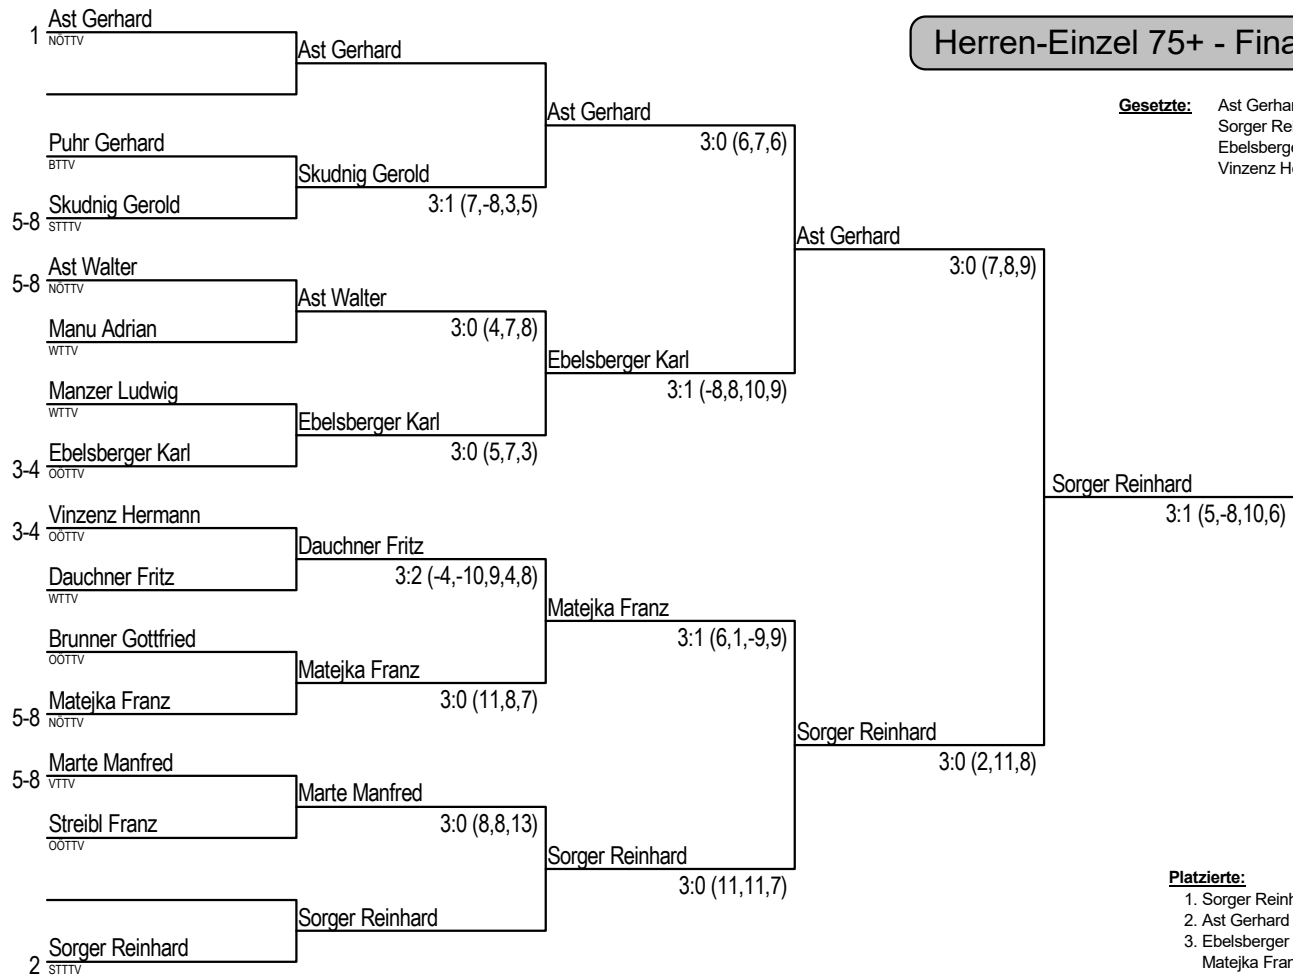 Herren-Einzel 75+ - Fina
Gesetzte: Ast Gerhar
Sorger Rei
Ebelsberge
Vinzenz He
1 Ast Gerhard
NÖTTV
Puhr Gerhard
BTTV
5-8 Skudnig Gerold
STTTV
5-8 Ast Walter
NÖTTV
Manu Adrian
WTTV
Manzer Ludwig
WTTV
3-4 Ebelsberger Karl
OÖTTV
3-4 Vinzenz Hermann
OÖTTV
Dauchner Fritz
WTTV
Brunner Gottfried
OÖTTV
5-8 Matejka Franz
NÖTTV
5-8 Marte Manfred
VTTV
Streibl Franz
OÖTTV
2 Sorger Reinhard
STTTV
Ast Gerhard
Skudnig Gerold
3:1 (7,-8,3,5)
Ast Walter
3:0 (4,7,8)
Ebelsberger Karl
3:0 (5,7,3)
Dauchner Fritz
3:2 (-4,-10,9,4,8)
Matejka Franz
3:0 (11,8,7)
Marte Manfred
3:0 (8,8,13)
Sorger Reinhard
Ast Gerhard
3:0 (6,7,6)
Ebelsberger Karl
3:1 (-8,8,10,9)
Matejka Franz
3:1 (6,1,-9,9)
Sorger Reinhard
3:0 (11,11,7)
Ast Gerhard
3:0 (7,8,9)
Sorger Reinhard
3:0 (2,11,8)
Sorger Reinhard
3:1 (5,-8,10,6)
Platzierte:
1. Sorger Reinh
2. Ast Gerhard
3. Ebelsberger
Matejka Fran